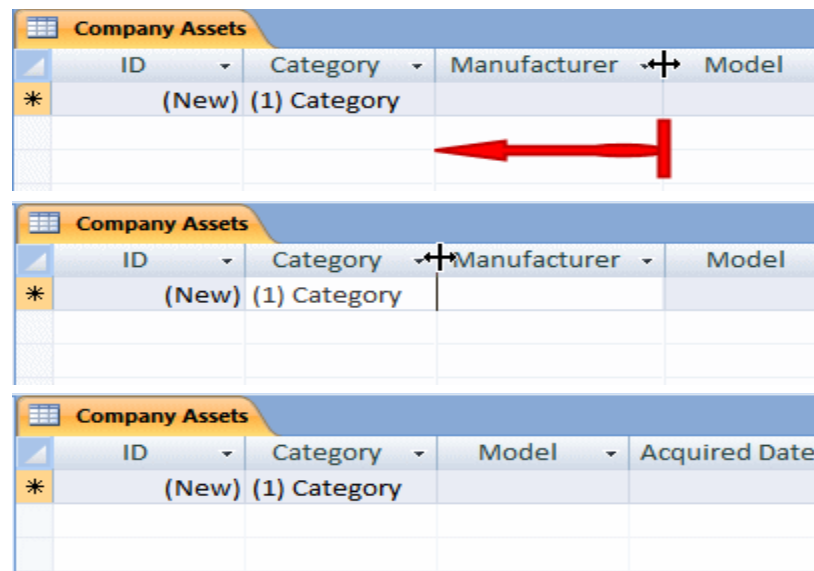 Company Assets
ID Category Manufacturer Model
* (New) (1) Category
Company Assets
ID Category Manufacturer Model
* (New) (1) Category
Company Assets
ID Category Model Acquired Date
* (New) (1) Category